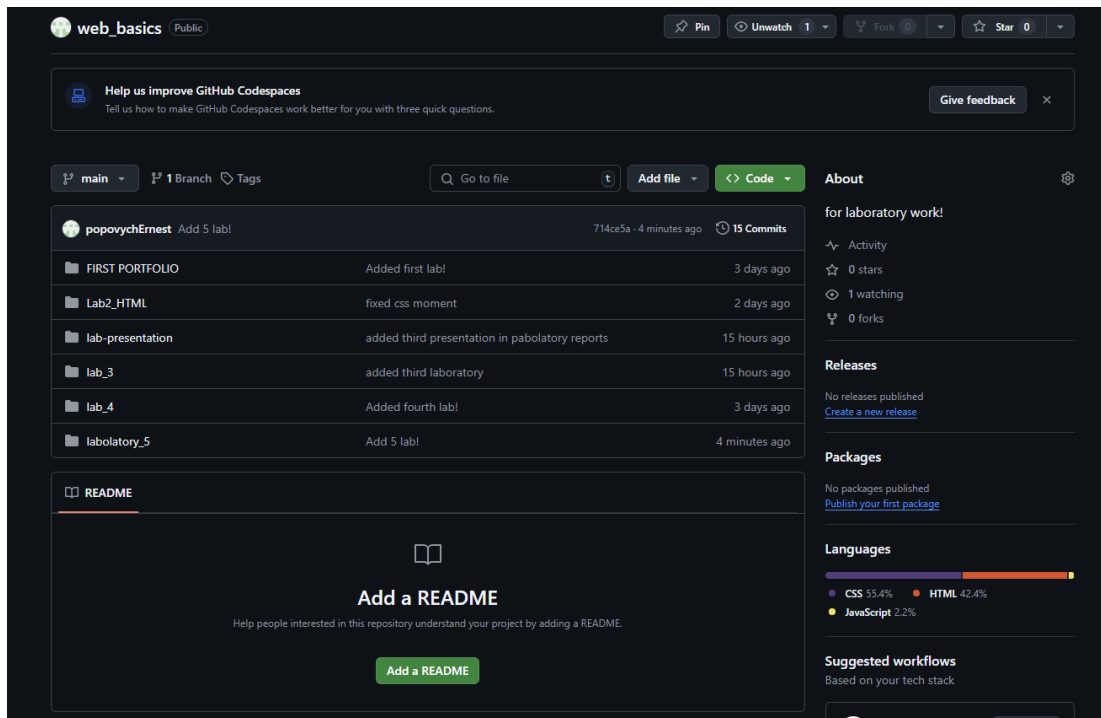 web_basics Public Pin Unwatch 1 Fork 0 Star 0
Help us improve GitHub Codespaces
Tell us how to make GitHub Codespaces work better for you with three quick questions.
Give feedback
main 1 Branch Tags Go to file t Add file <> Code
popovychErnest Add 5 lab! 714ce5a · 4 minutes ago 15 Commits
FIRST PORTFOLIO Added first lab! 3 days ago
Lab2_HTML fixed css moment 2 days ago
lab-presentation added third presentation in pabolatory reports 15 hours ago
lab_3 added third laboratory 15 hours ago
lab_4 Added fourth lab! 3 days ago
labolatory_5 Add 5 lab! 4 minutes ago
README
Add a README
Help people interested in this repository understand your project by adding a README.
Add a README
About
for laboratory work!
Activity
0 stars
1 watching
0 forks
Releases
No releases published
Create a new release
Packages
No packages published
Publish your first package
Languages
CSS 55.4% HTML 42.4%
JavaScript 2.2%
Suggested workflows
Based on your tech stack